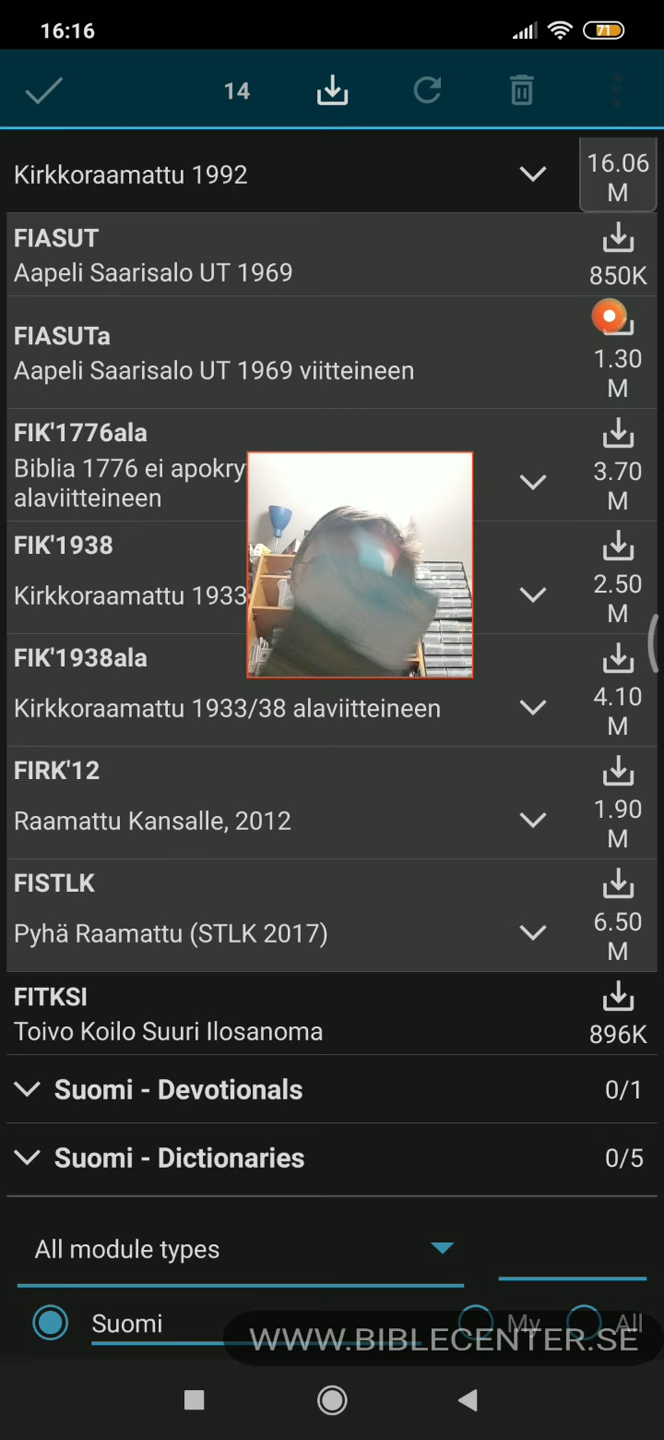 16:16
71
14
Kirkkoraamattu 1992
16.06
M
FIASUT
Aapeli Saarisalo UT 1969
850K
FIASUTa
Aapeli Saarisalo UT 1969 viitteineen
1.30
M
FIK'1776ala
Biblia 1776 ei apokry
alaviitteineen
3.70
M
FIK'1938
Kirkkoraamattu 1933
2.50
M
FIK'1938ala
Kirkkoraamattu 1933/38 alaviitteineen
4.10
M
FIRK'12
Raamattu Kansalle, 2012
1.90
M
FISTLK
Pyhä Raamattu (STLK 2017)
6.50
M
FITKSI
Toivo Koilo Suuri Ilosanoma
896K
Suomi - Devotionals 0/1
Suomi - Dictionaries 0/5
All module types
Suomi My All
WWW.BIBLECENTER.SE